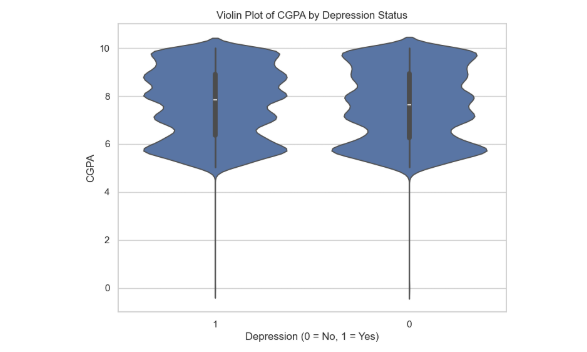 Violin Plot of CGPA by Depression Status
10
8
6
4
2
0
CGPA
1
0
Depression (0 = No, 1 = Yes)